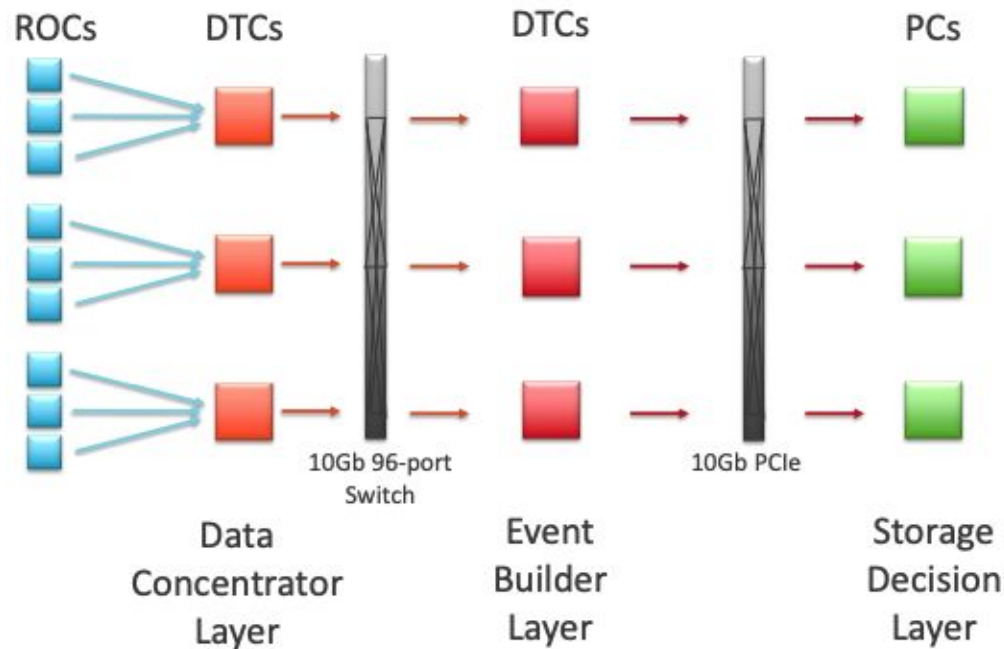 ROCs
DTCs
DTCs
PCs
10Gb 96-port
Switch
10Gb PCIe
Data
Concentrator
Layer
Event
Builder
Layer
Storage
Decision
Layer